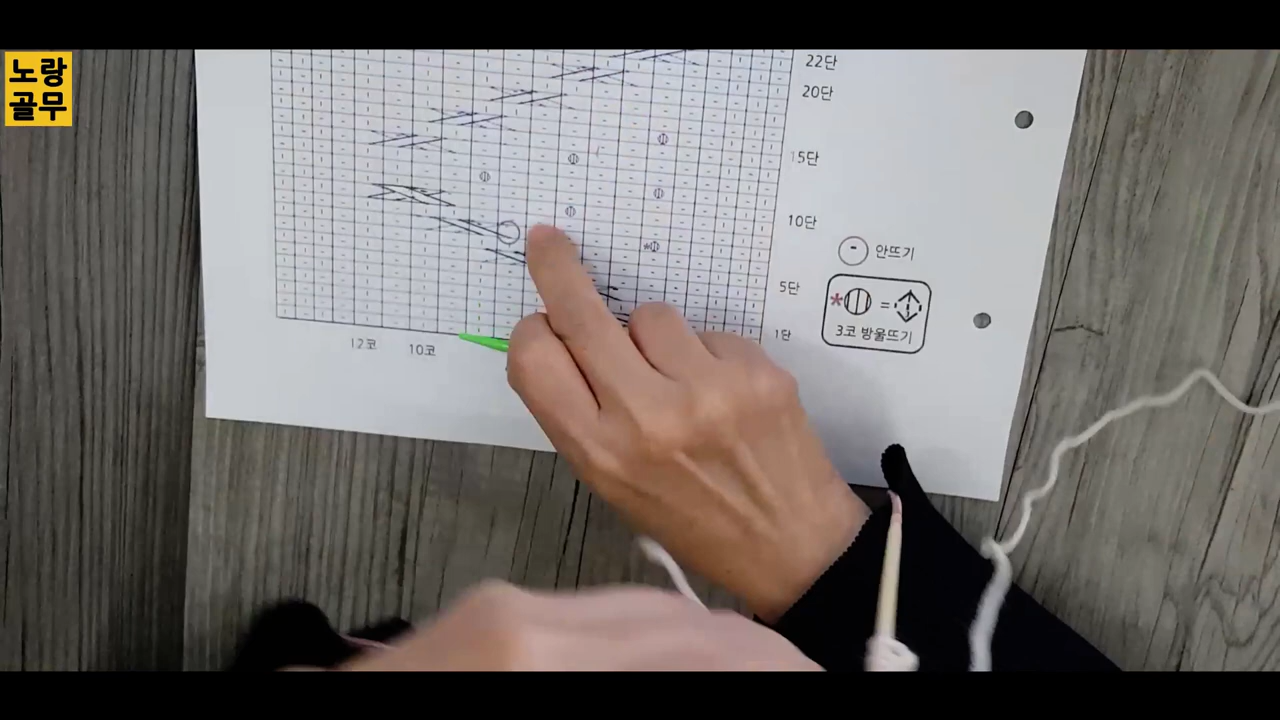 노랑
골무
22단
20단
15단
10단
- 안뜨기
5단
* = 
3코 방울뜨기
1단
12코 10코